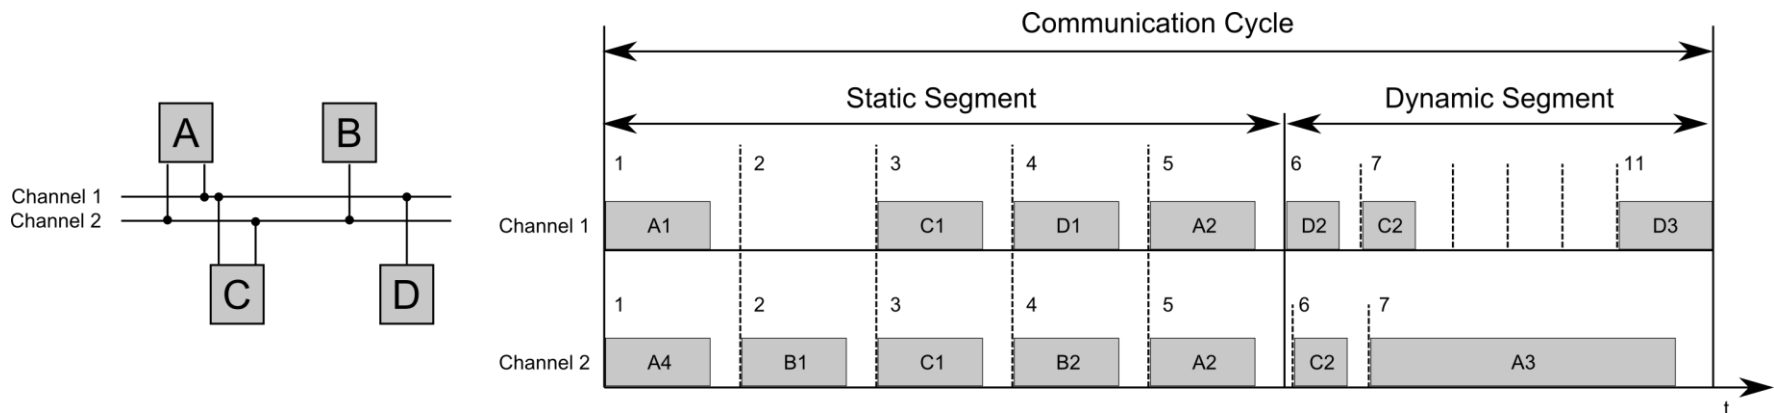 A
B
Channel 1
Channel 2
C
D
Communication Cycle
Static Segment
Dynamic Segment
1 2 3 4 5 6 7 11
Channel 1 A1 C1 D1 A2 D2 C2 D3
1 2 3 4 5 6 7
Channel 2 A4 B1 C1 B2 A2 C2 A3
t